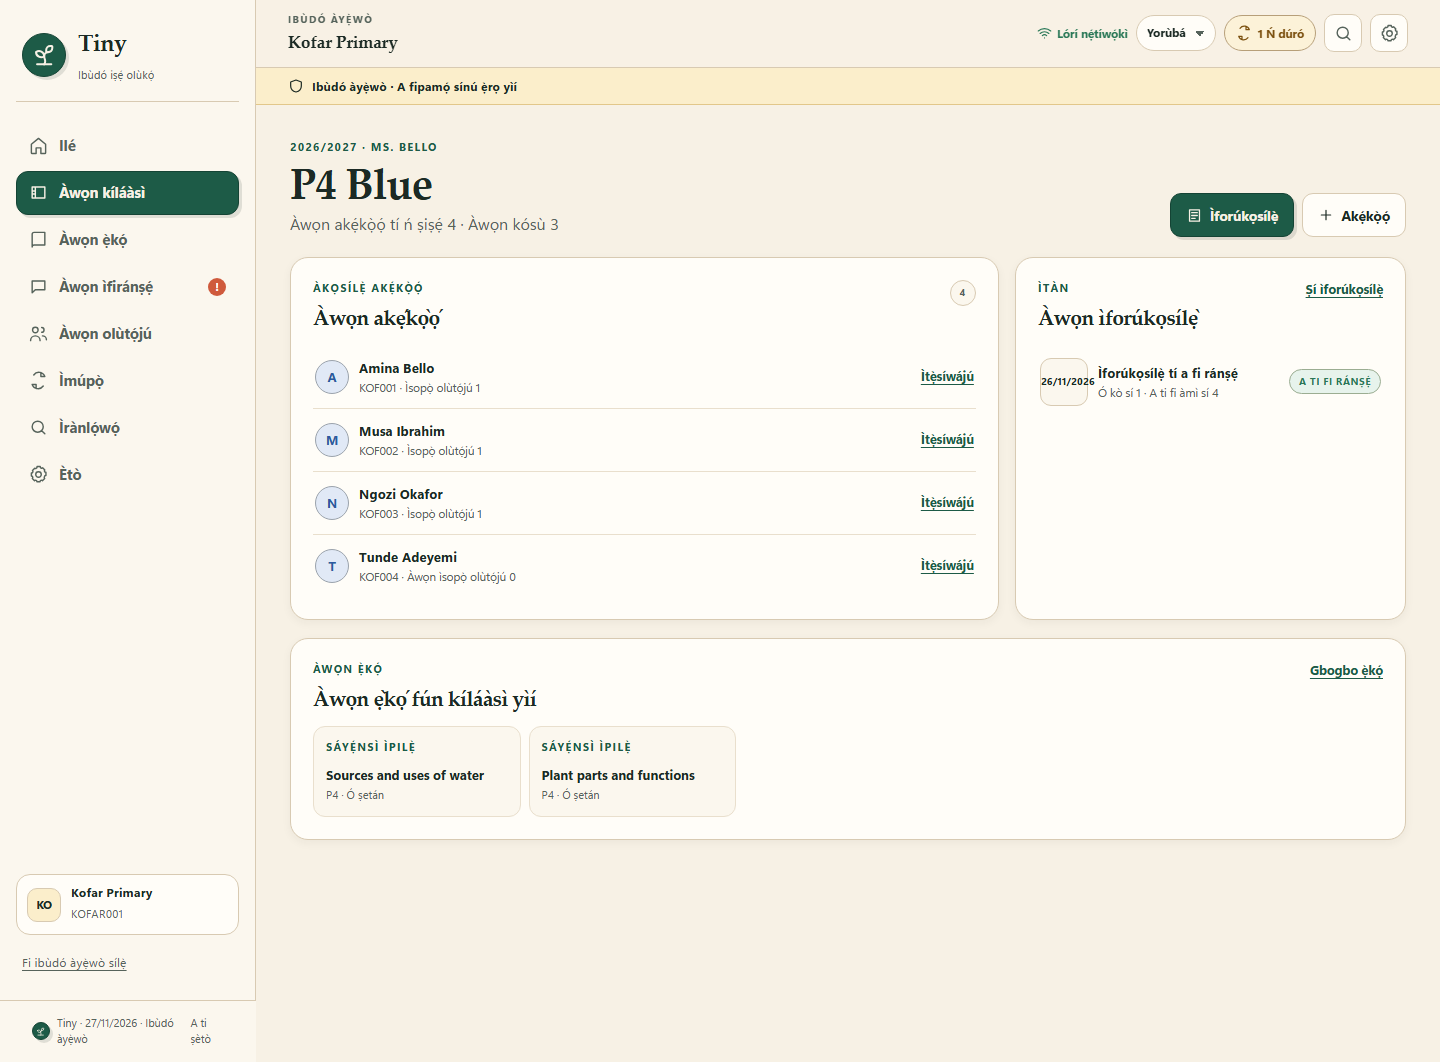 Tiny
Ibùdó iṣẹ́ olùkọ́
Ilé
Àwọn kíláàsì
Àwọn ẹ̀kọ́
Àwọn ìfiránṣẹ́
!
Àwọn olùtọ́jú
Ìmúpọ̀
Ìrànlọ́wọ́
Ètò
KO
Kofar Primary
KOFAR001
Fi ibùdó àyẹ̀wò sílẹ̀
Tiny · 27/11/2026 · Ibùdó àyẹ̀wò
A ti ṣètò
IBÙDÓ ÀYẸ̀WÒ
Kofar Primary
Lórí nẹ́tíwọ́kì
Yorùbá
1 Ń dúró
Ibùdó àyẹ̀wò · A fipamọ́ sínú ẹ̀rọ yìí
2026/2027 · MS. BELLO
P4 Blue
Àwọn akẹ́kọ̀ọ́ tí ń ṣiṣẹ́ 4 · Àwọn kósù 3
Ìforúkọsílẹ̀
Akẹ́kọ̀ọ́
ÀKỌSÍLẸ̀ AKẸ́KỌ̀Ọ́
4
Àwọn akẹ́kọ̀ọ́
A
Amina Bello
KOF001 · Ìsopọ̀ olùtọ́jú 1
Ìtẹ̀síwájú
M
Musa Ibrahim
KOF002 · Ìsopọ̀ olùtọ́jú 1
Ìtẹ̀síwájú
N
Ngozi Okafor
KOF003 · Ìsopọ̀ olùtọ́jú 1
Ìtẹ̀síwájú
T
Tunde Adeyemi
KOF004 · Àwọn ìsopọ̀ olùtọ́jú 0
Ìtẹ̀síwájú
ÌTÀN
Ṣí ìforúkọsílẹ̀
Àwọn ìforúkọsílẹ̀
26/11/2026
Ìforúkọsílẹ̀ tí a fi ránṣẹ́
Ó kò sí 1 · A ti fi àmì sí 4
A TI FI RÁNṢẸ́
ÀWỌN Ẹ̀KỌ́
Gbogbo ẹ̀kọ́
Àwọn ẹ̀kọ́ fún kíláàsì yìí
SÁYẸ́NSÌ ÌPILẸ̀
Sources and uses of water
P4 · Ó ṣetán
SÁYẸ́NSÌ ÌPILẸ̀
Plant parts and functions
P4 · Ó ṣetán